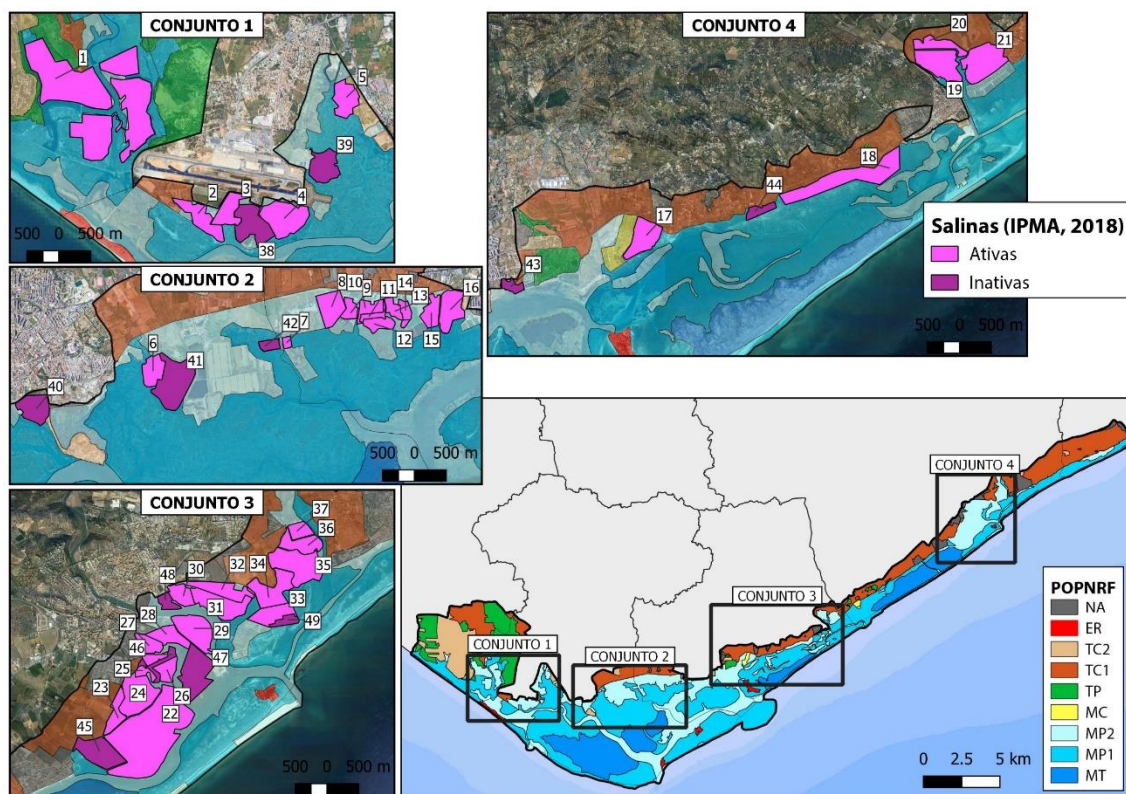 CONJUNTO 1
1
5
39
2
3
4
38
500 0 500 m
CONJUNTO 4
20
21
19
18
44
17
43
500 0 500 m
Salinas (IPMA, 2018)
Ativas
Inativas
CONJUNTO 2
8
10
9
11
14
13
16
42
7
12
15
6
41
40
500 0 500 m
CONJUNTO 3
37
36
35
32
34
30
48
33
31
49
28
27
29
46
47
25
23
24
26
22
45
500 0 500 m
CONJUNTO 4
CONJUNTO 3
CONJUNTO 1
CONJUNTO 2
POPNRF
NA
ER
TC2
TC1
TP
MC
MP2
MP1
MT
0 2.5 5 km